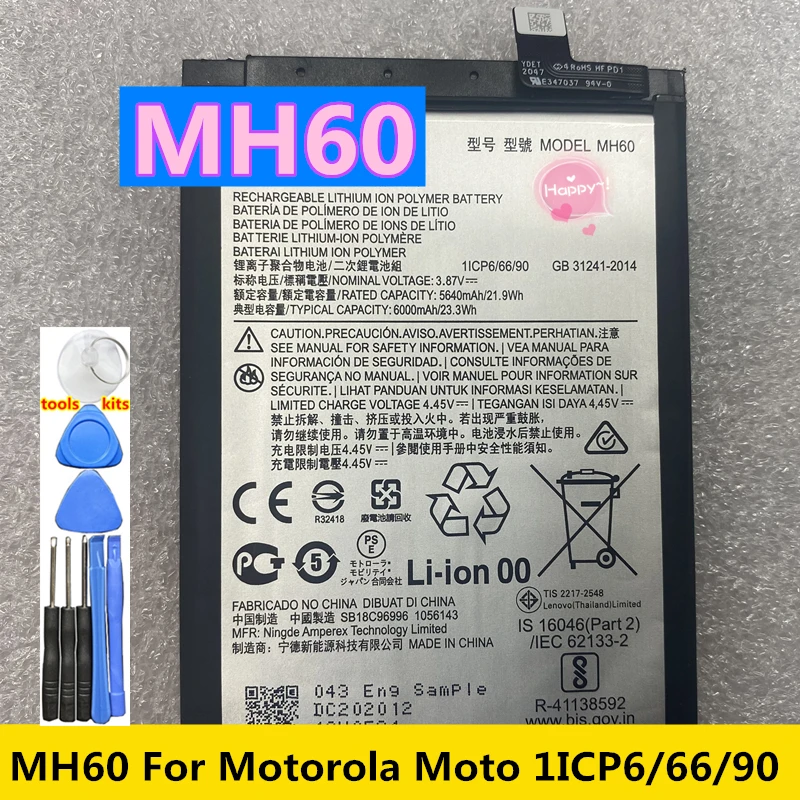 YDET 4 RoHS HF PD1
2047 E347037 94V-0
MH60
型号 型號 MODEL MH60
Happy~!
RECHARGEABLE LITHIUM ION POLYMER BATTERY
BATERÍA DE POLÍMERO DE ION DE LITIO
BATERIA DE POLÍMERO DE IONS DE LÍTIO
BATTERIE LITHIUM-ION POLYMÈRE
BATERAI LITHIUM ION POLYMER
锂离子聚合物电池/二次鋰電池組 1ICP6/66/90 GB 31241-2014
标称电压/標稱電壓/NOMINAL VOLTAGE: 3.87V⎓
额定容量/額定電容量/RATED CAPACITY: 5640mAh/21.9Wh
典型电容量/TYPICAL CAPACITY: 6000mAh/23.3Wh
CAUTION.PRECAUCIÓN.AVISO.AVERTISSEMENT.PERHATIAN.注意
SEE MANUAL FOR SAFETY INFORMATION. | VEA MANUAL PARA
INFORMACIÓN DE SEGURIDAD. | CONSULTE INFORMAÇÕES DE
SEGURANÇA NO MANUAL. | VOIR MANUEL POUR INFORMATION SUR
SÉCURITE. | LIHAT PANDUAN UNTUK INFORMASI KESELAMATAN. |
LIMITED CHARGE VOLTAGE 4.45V⎓ | TEGANGAN ISI DAYA 4,45V⎓
禁止拆解、撞击、挤压或投入火中。若出现严重鼓胀，
请勿继续使用。请勿置于高温环境中。电池浸水后禁止使用。
充电限制电压4.45V⎓ | 參閱使用手冊中安全性能須知。
充電限制電壓4.45V⎓
tools kits
CE
R32418
廢電池請回收
PS
E
モトローラ・
モビリティ・
ジャパン合同会社
PCT
5
Li-ion 00
TIS 2217-2548
Lenovo(Thailand)Limited
FABRICADO NO CHINA DIBUAT DI CHINA
中国制造 中國製造 SB18C96996 1056143
MFR: Ningde Amperex Technology Limited
制造商：宁德新能源科技有限公司 MADE IN CHINA
IS 16046(Part 2)
/IEC 62133-2
R-41138592
www.bis.gov.in
043 Eng Sample
DC202012
MH60 For Motorola Moto 1ICP6/66/90